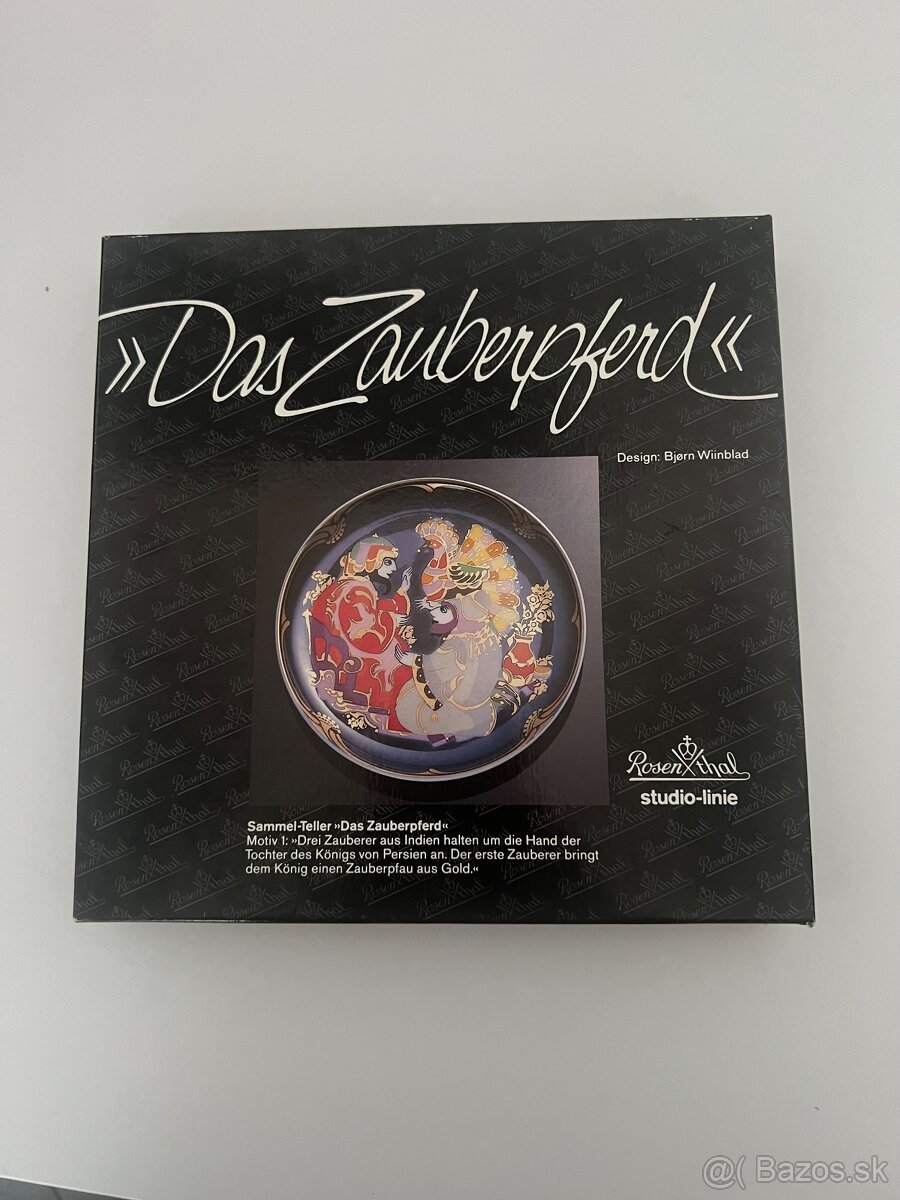 »Das Zauberpferd«
Design: Bjørn Wiinblad
Rosenthal
studio-linie
Sammel-Teller »Das Zauberpferd«
Motiv 1: »Drei Zauberer aus Indien halten um die Hand der
Tochter des Königs von Persien an. Der erste Zauberer bringt
dem König einen Zauberpfau aus Gold.«
@( Bazos.sk